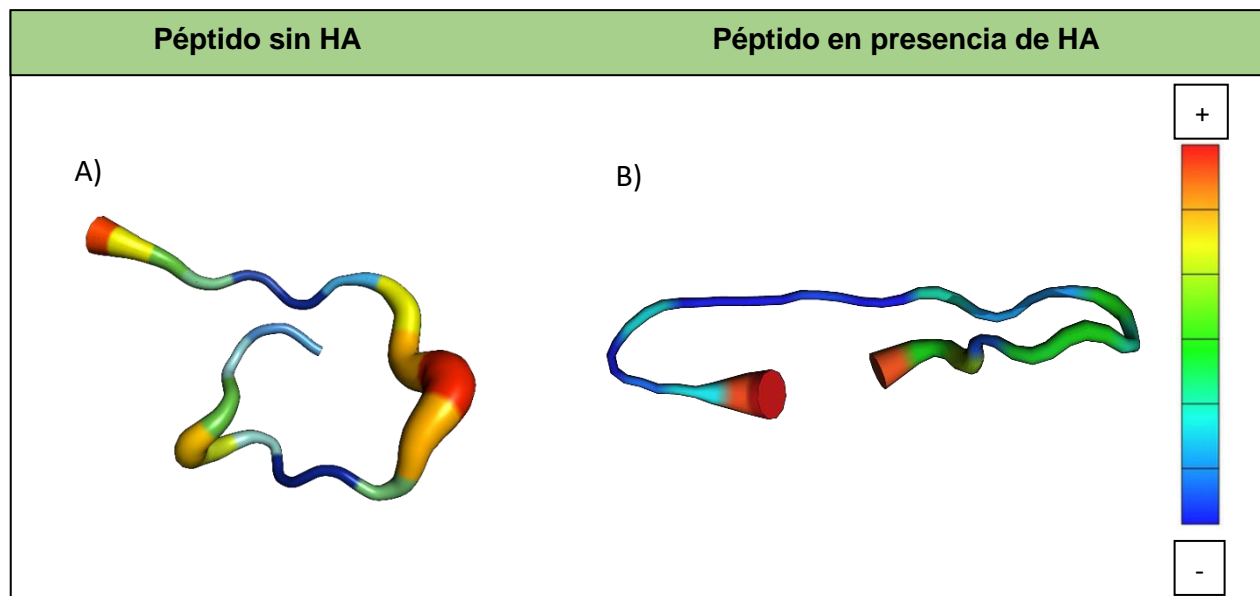 Péptido sin HA
Péptido en presencia de HA
+
A)
B)
-